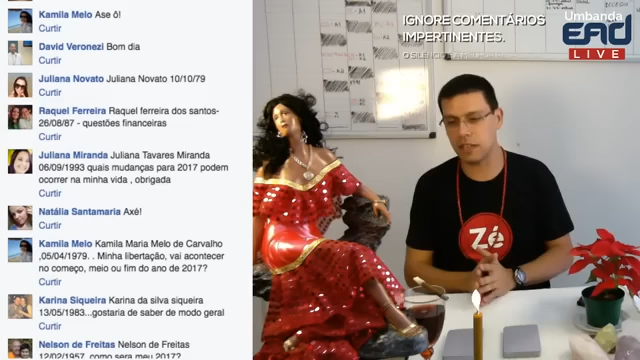 Kamila Melo Ase ô!
Curtir
David Veronezi Bom dia
Curtir
Juliana Novato Juliana Novato 10/10/79
Curtir
Raquel Ferreira Raquel ferreira dos santos-
26/08/87 - questões financeiras
Curtir
Juliana Miranda Juliana Tavares Miranda
06/09/1993 quais mudanças para 2017 podem
ocorrer na minha vida , obrigada
Curtir
Natália Santamaria Axé!
Curtir
Kamila Melo Kamila Maria Melo de Carvalho
,05/04/1979. . Minha libertação, vai acontecer
no começo, meio ou fim do ano de 2017?
Curtir
Karina Siqueira Karina da silva siqueira
13/05/1983...gostaria de saber de modo geral
Curtir
Nelson de Freitas Nelson de Freitas
12/02/1957, como será meu 2017?
IGNORE COMENTÁRIOS
IMPERTINENTES.
O SILÊNCIO
Umbanda
EAD
LIVE
Zé